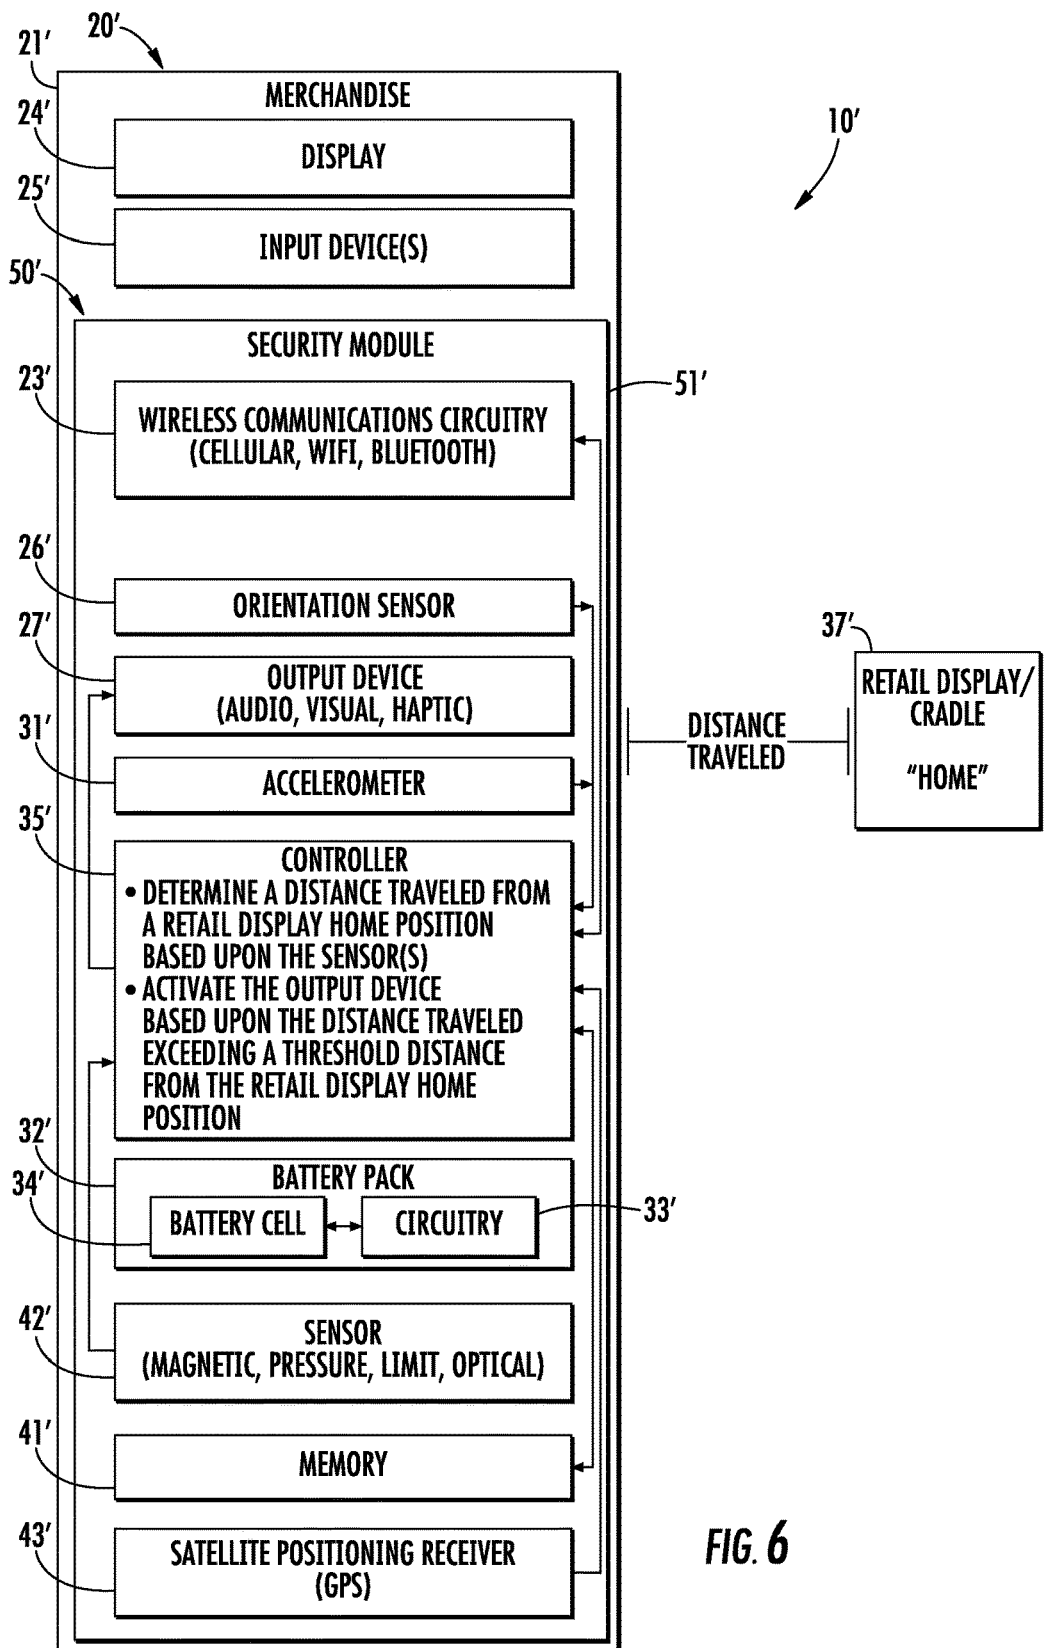 20'
21'
MERCHANDISE
24'
DISPLAY
10'
25'
INPUT DEVICE(S)
50'
SECURITY MODULE
23'
51'
WIRELESS COMMUNICATIONS CIRCUITRY
(CELLULAR, WIFI, BLUETOOTH)
26'
ORIENTATION SENSOR
27'
OUTPUT DEVICE
(AUDIO, VISUAL, HAPTIC)
37'
RETAIL DISPLAY/
CRADLE
"HOME"
DISTANCE
TRAVELED
31'
ACCELEROMETER
35'
CONTROLLER
• DETERMINE A DISTANCE TRAVELED FROM
A RETAIL DISPLAY HOME POSITION
BASED UPON THE SENSOR(S)
• ACTIVATE THE OUTPUT DEVICE
BASED UPON THE DISTANCE TRAVELED
EXCEEDING A THRESHOLD DISTANCE
FROM THE RETAIL DISPLAY HOME
POSITION
32'
BATTERY PACK
34'
BATTERY CELL
CIRCUITRY
33'
42'
SENSOR
(MAGNETIC, PRESSURE, LIMIT, OPTICAL)
41'
MEMORY
43'
SATELLITE POSITIONING RECEIVER
(GPS)
FIG. 6